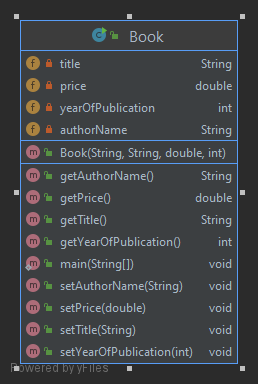 Book
title String
price double
yearOfPublication int
authorName String
Book(String, String, double, int)
getAuthorName() String
getPrice() double
getTitle() String
getYearOfPublication() int
main(String[]) void
setAuthorName(String) void
setPrice(double) void
setTitle(String) void
setYearOfPublication(int) void
Powered by yFiles